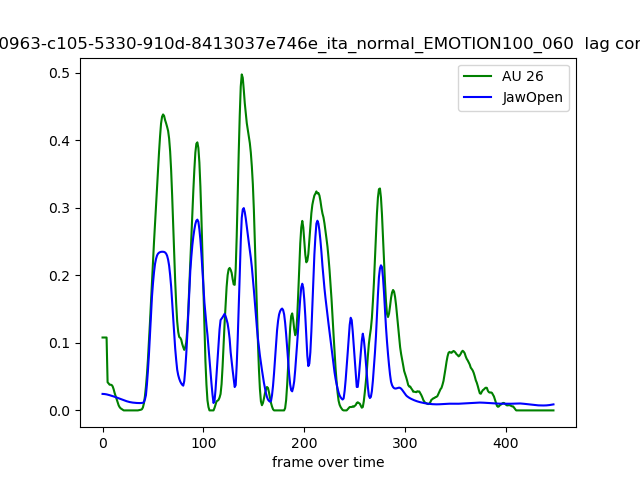 0963-c105-5330-910d-8413037e746e_ita_normal_EMOTION100_060 lag cor
AU 26
JawOpen
0.5
0.4
0.3
0.2
0.1
0.0
0 100 200 300 400
frame over time